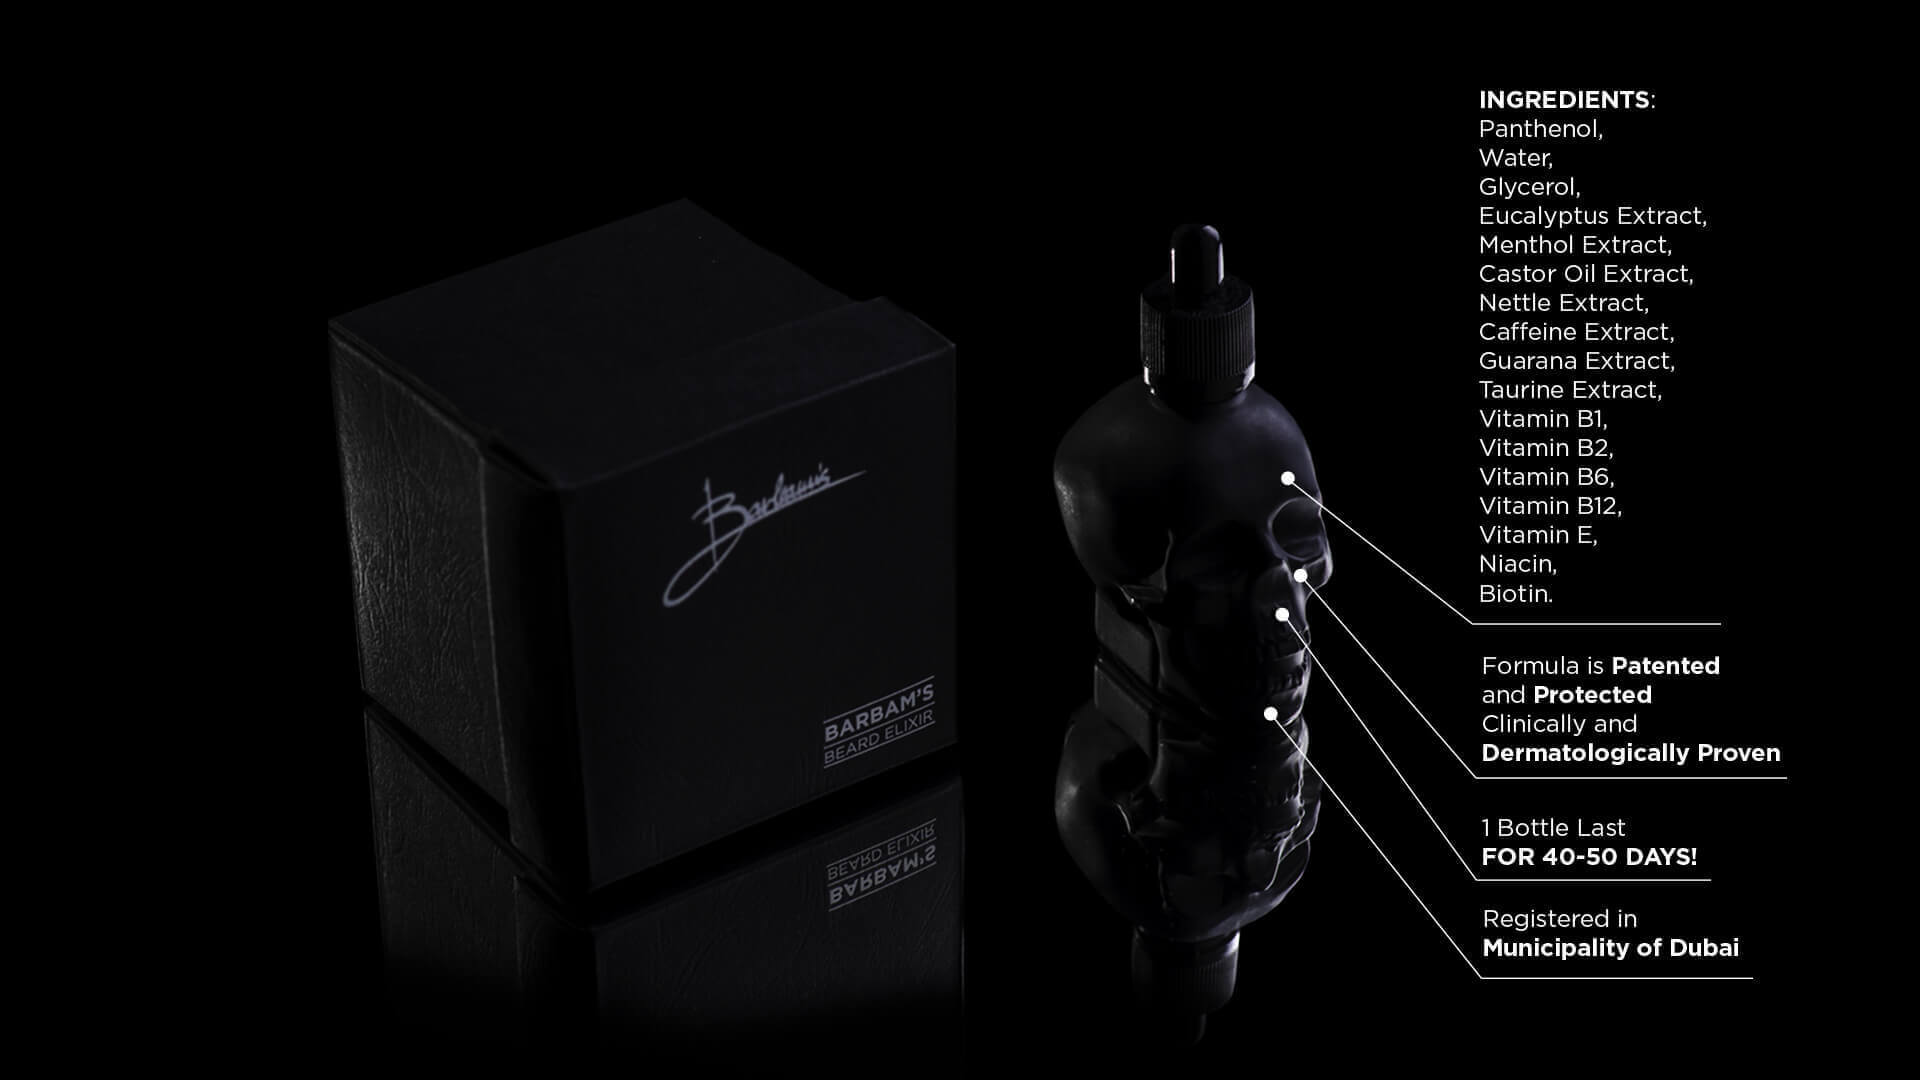 Barbam's
BARBAM'S
BEARD ELIXIR
INGREDIENTS:
Panthenol,
Water,
Glycerol,
Eucalyptus Extract,
Menthol Extract,
Castor Oil Extract,
Nettle Extract,
Caffeine Extract,
Guarana Extract,
Taurine Extract,
Vitamin B1,
Vitamin B2,
Vitamin B6,
Vitamin B12,
Vitamin E,
Niacin,
Biotin.
Formula is Patented
and Protected
Clinically and
Dermatologically Proven
1 Bottle Last
FOR 40-50 DAYS!
Registered in
Municipality of Dubai